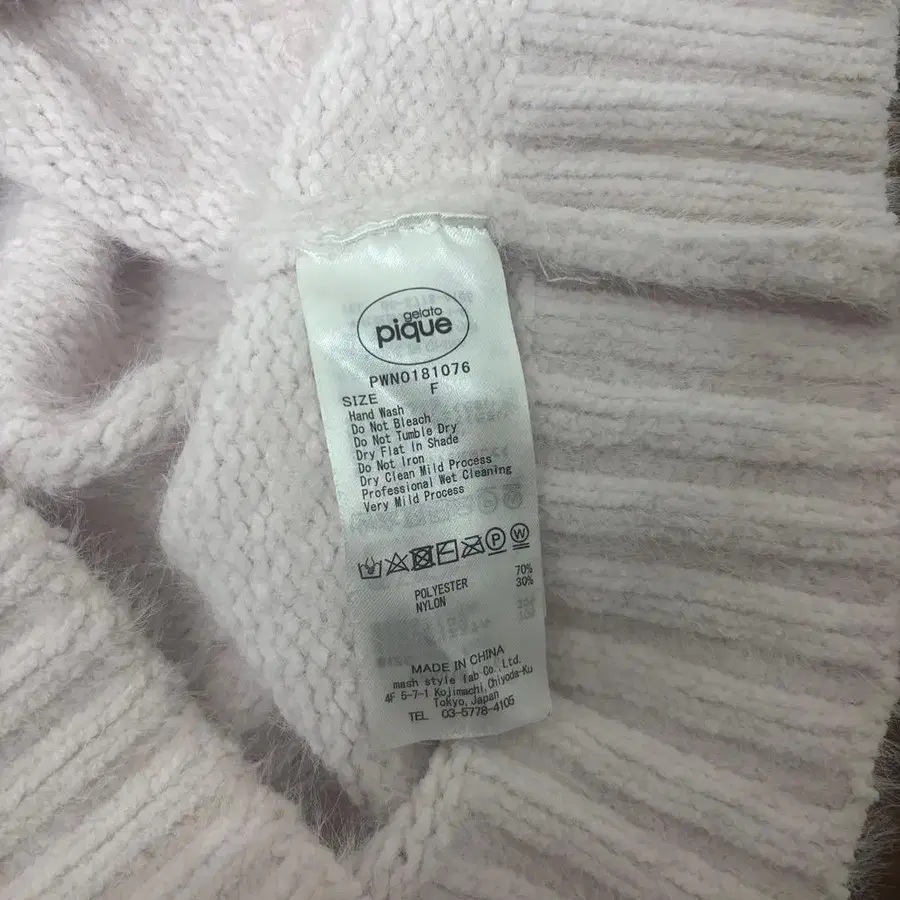 gelato
pique
PWNO181076
SIZE F
Hand Wash
Do Not Bleach
Do Not Tumble Dry
Dry Flat In Shade
Do Not Iron
Dry Clean Mild Process
Professional Wet Cleaning
Very Mild Process
P W
POLYESTER 70%
NYLON 30%
MADE IN CHINA
mash style lab Co.,Ltd.
4F 5-7-1 Kojimachi,Chiyoda-Ku
Tokyo,Japan
TEL 03-5778-4105